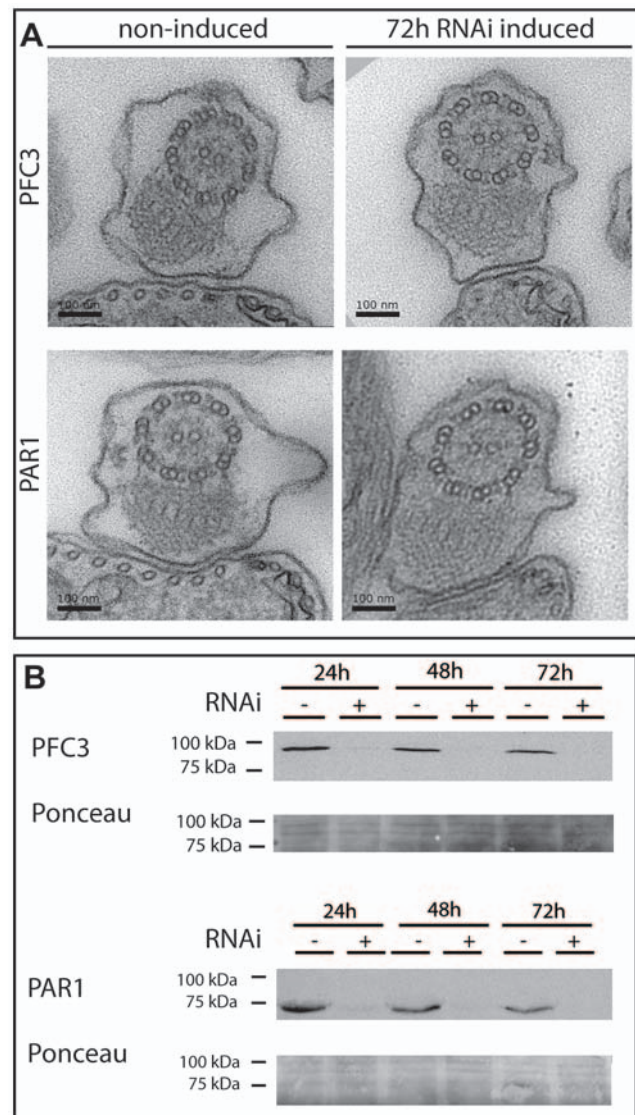 A
non-induced 72h RNAi induced
PFC3
100 nm 100 nm
PAR1
100 nm 100 nm
B
24h 48h 72h
RNAi - + - + - +
PFC3
100 kDa
75 kDa
Ponceau
100 kDa
75 kDa
24h 48h 72h
RNAi - + - + - +
PAR1
100 kDa
75 kDa
Ponceau
100 kDa
75 kDa